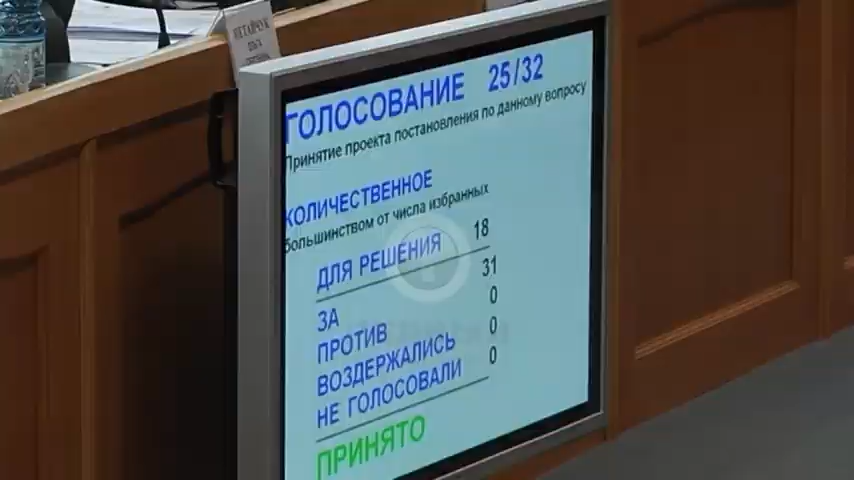 ГОЛОСОВАНИЕ 25/32
Принятие проекта постановления по данному вопросу
КОЛИЧЕСТВЕННОЕ
большинством от числа избранных
ДЛЯ РЕШЕНИЯ 18
ЗА 31
ПРОТИВ 0
ВОЗДЕРЖАЛИСЬ 0
НЕ ГОЛОСОВАЛИ 0
ПРИНЯТО